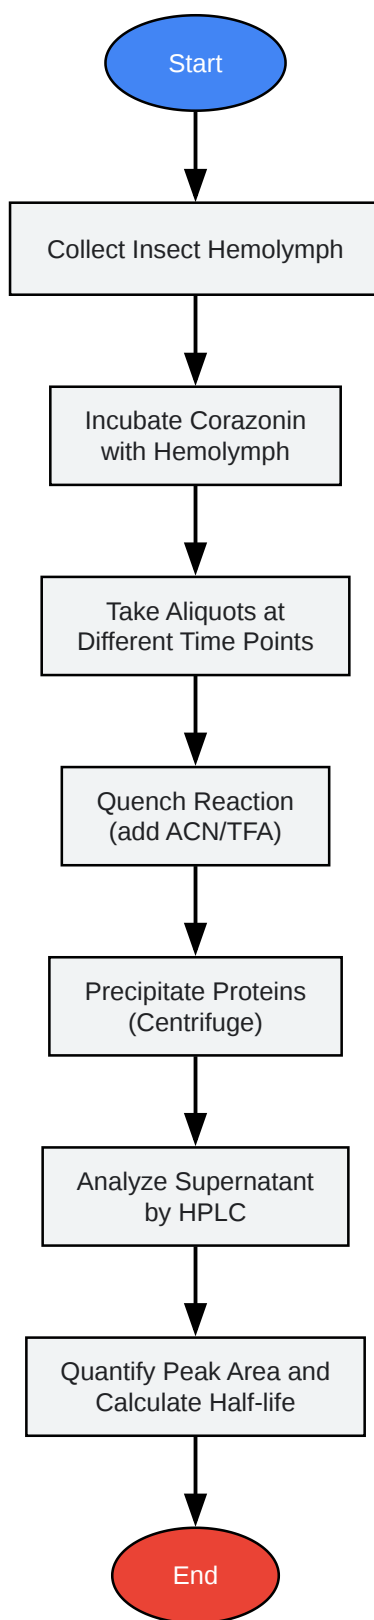 Start
Collect Insect Hemolymph
Incubate Corazonin
with Hemolymph
Take Aliquots at
Different Time Points
Quench Reaction
(add ACN/TFA)
Precipitate Proteins
(Centrifuge)
Analyze Supernatant
by HPLC
Quantify Peak Area and
Calculate Half-life
End